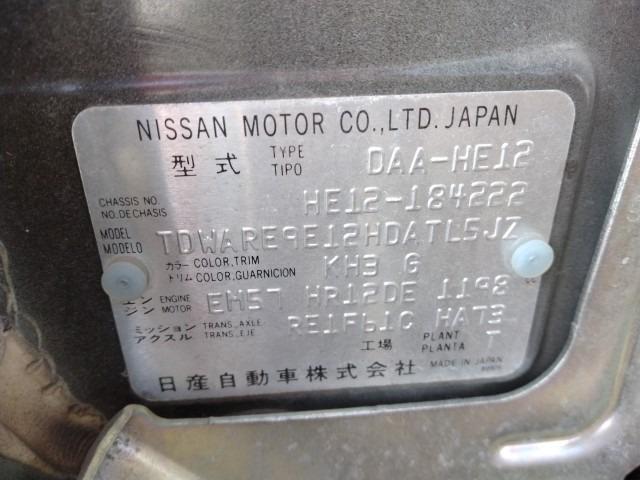 NISSAN MOTOR CO.,LTD. JAPAN
型式 TYPE TIPO DAA-HE12
CHASSIS NO. NO. DE CHASIS HE12-184222
MODEL MODELO TDWARE9E12HDATL5JZ
カラー COLOR, TRIM トリム COLOR, GUARNICION KH3 G
エンジン ENGINE MOTOR EM57 HR12DE 1198
ミッション アクスル TRANS., AXLE TRANS., EJE RE1F61C HA73
工場 PLANT PLANTA T
日産自動車株式会社 MADE IN JAPAN